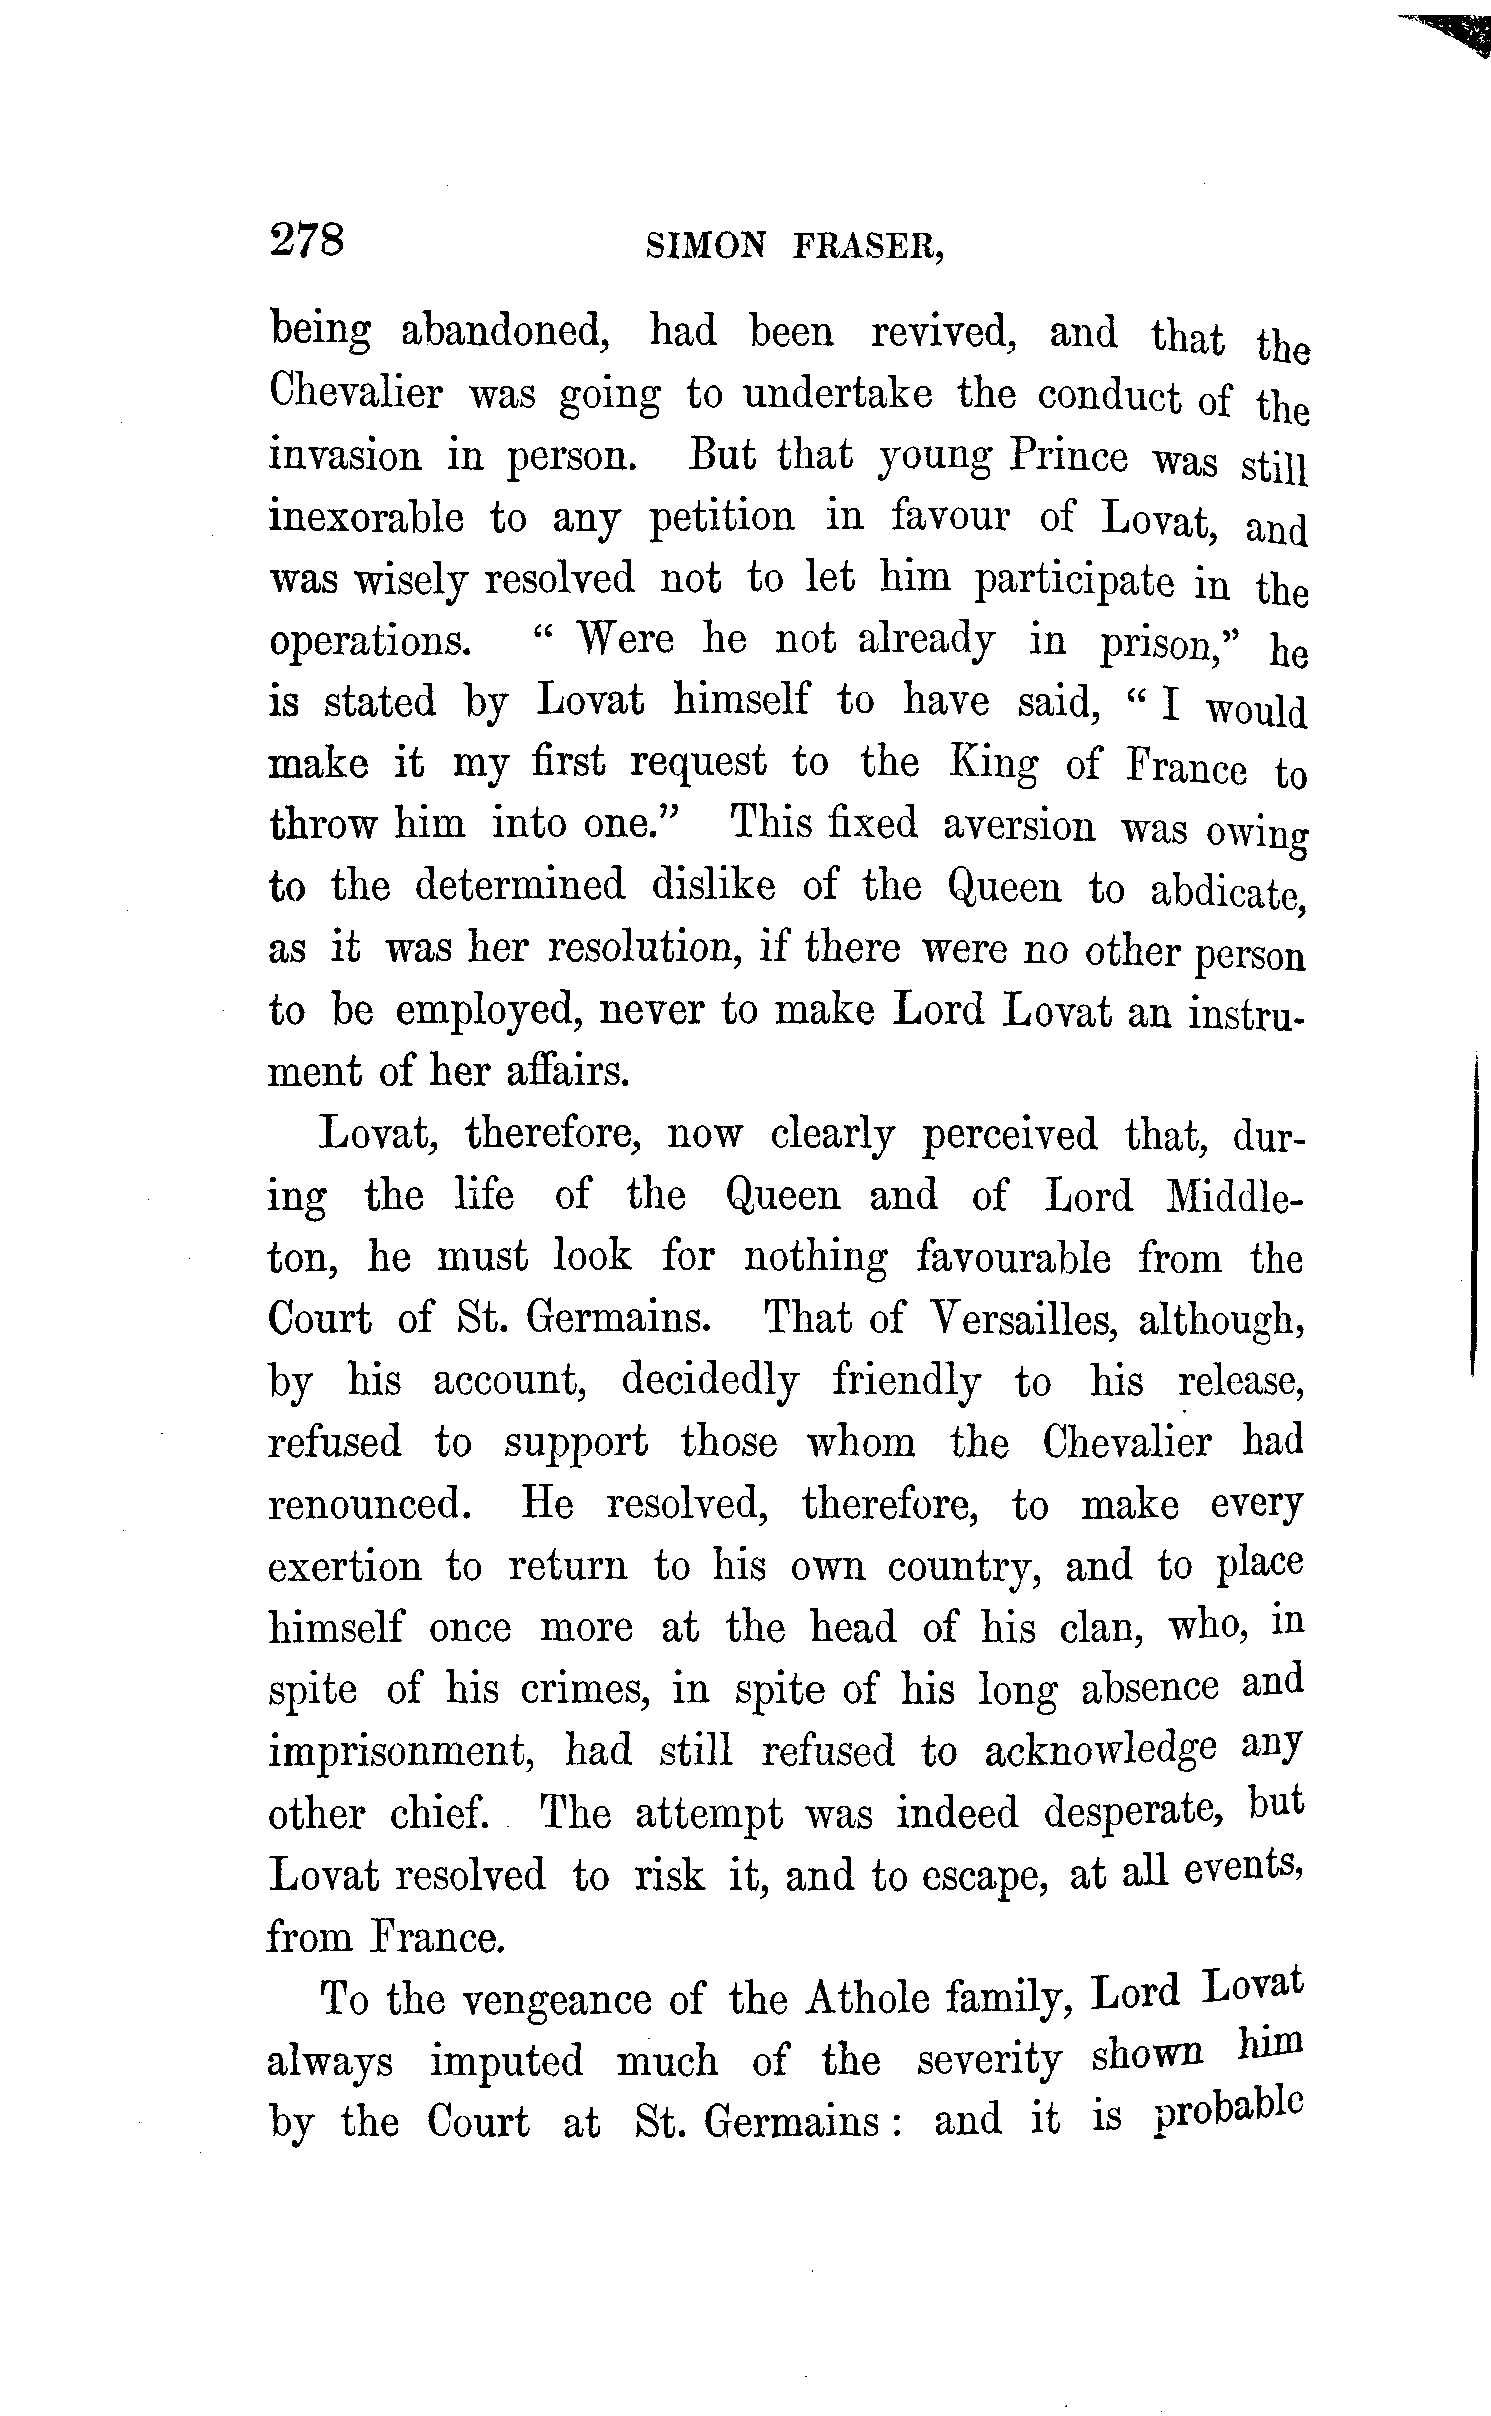 278 SIMON FRASER,
being abandoned, had been revived, and that the
Chevalier was going to undertake the conduct of the
invasion in person. But that young Prince was still
inexorable to any petition in favour of Lovat, and
was wisely resolved not to let him participate in the
operations. “ Were he not already in prison,” he
is stated by Lovat himself to have said, “ I would
make it my first request to the King of France to
throw him into one.” This fixed aversion was owing
to the determined dislike of the Queen to abdicate,
as it was her resolution, if there were no other person
to be employed, never to make Lord Lovat an instru-
ment of her affairs.
Lovat, therefore, now clearly perceived that, dur-
ing the life of the Queen and of Lord Middle-
ton, he must look for nothing favourable from the
Court of St. Germains. That of Versailles, although,
by his account, decidedly friendly to his release,
refused to support those whom the Chevalier had
renounced. He resolved, therefore, to make every
exertion to return to his own country, and to place
himself once more at the head of his clan, who, in
spite of his crimes, in spite of his long absence and
imprisonment, had still refused to acknowledge any
other chief. The attempt was indeed desperate, but
Lovat resolved to risk it, and to escape, at all events,
from France.
To the vengeance of the Athole family, Lord Lovat
always imputed much of the severity shown him
by the Court at St. Germains : and it is probable